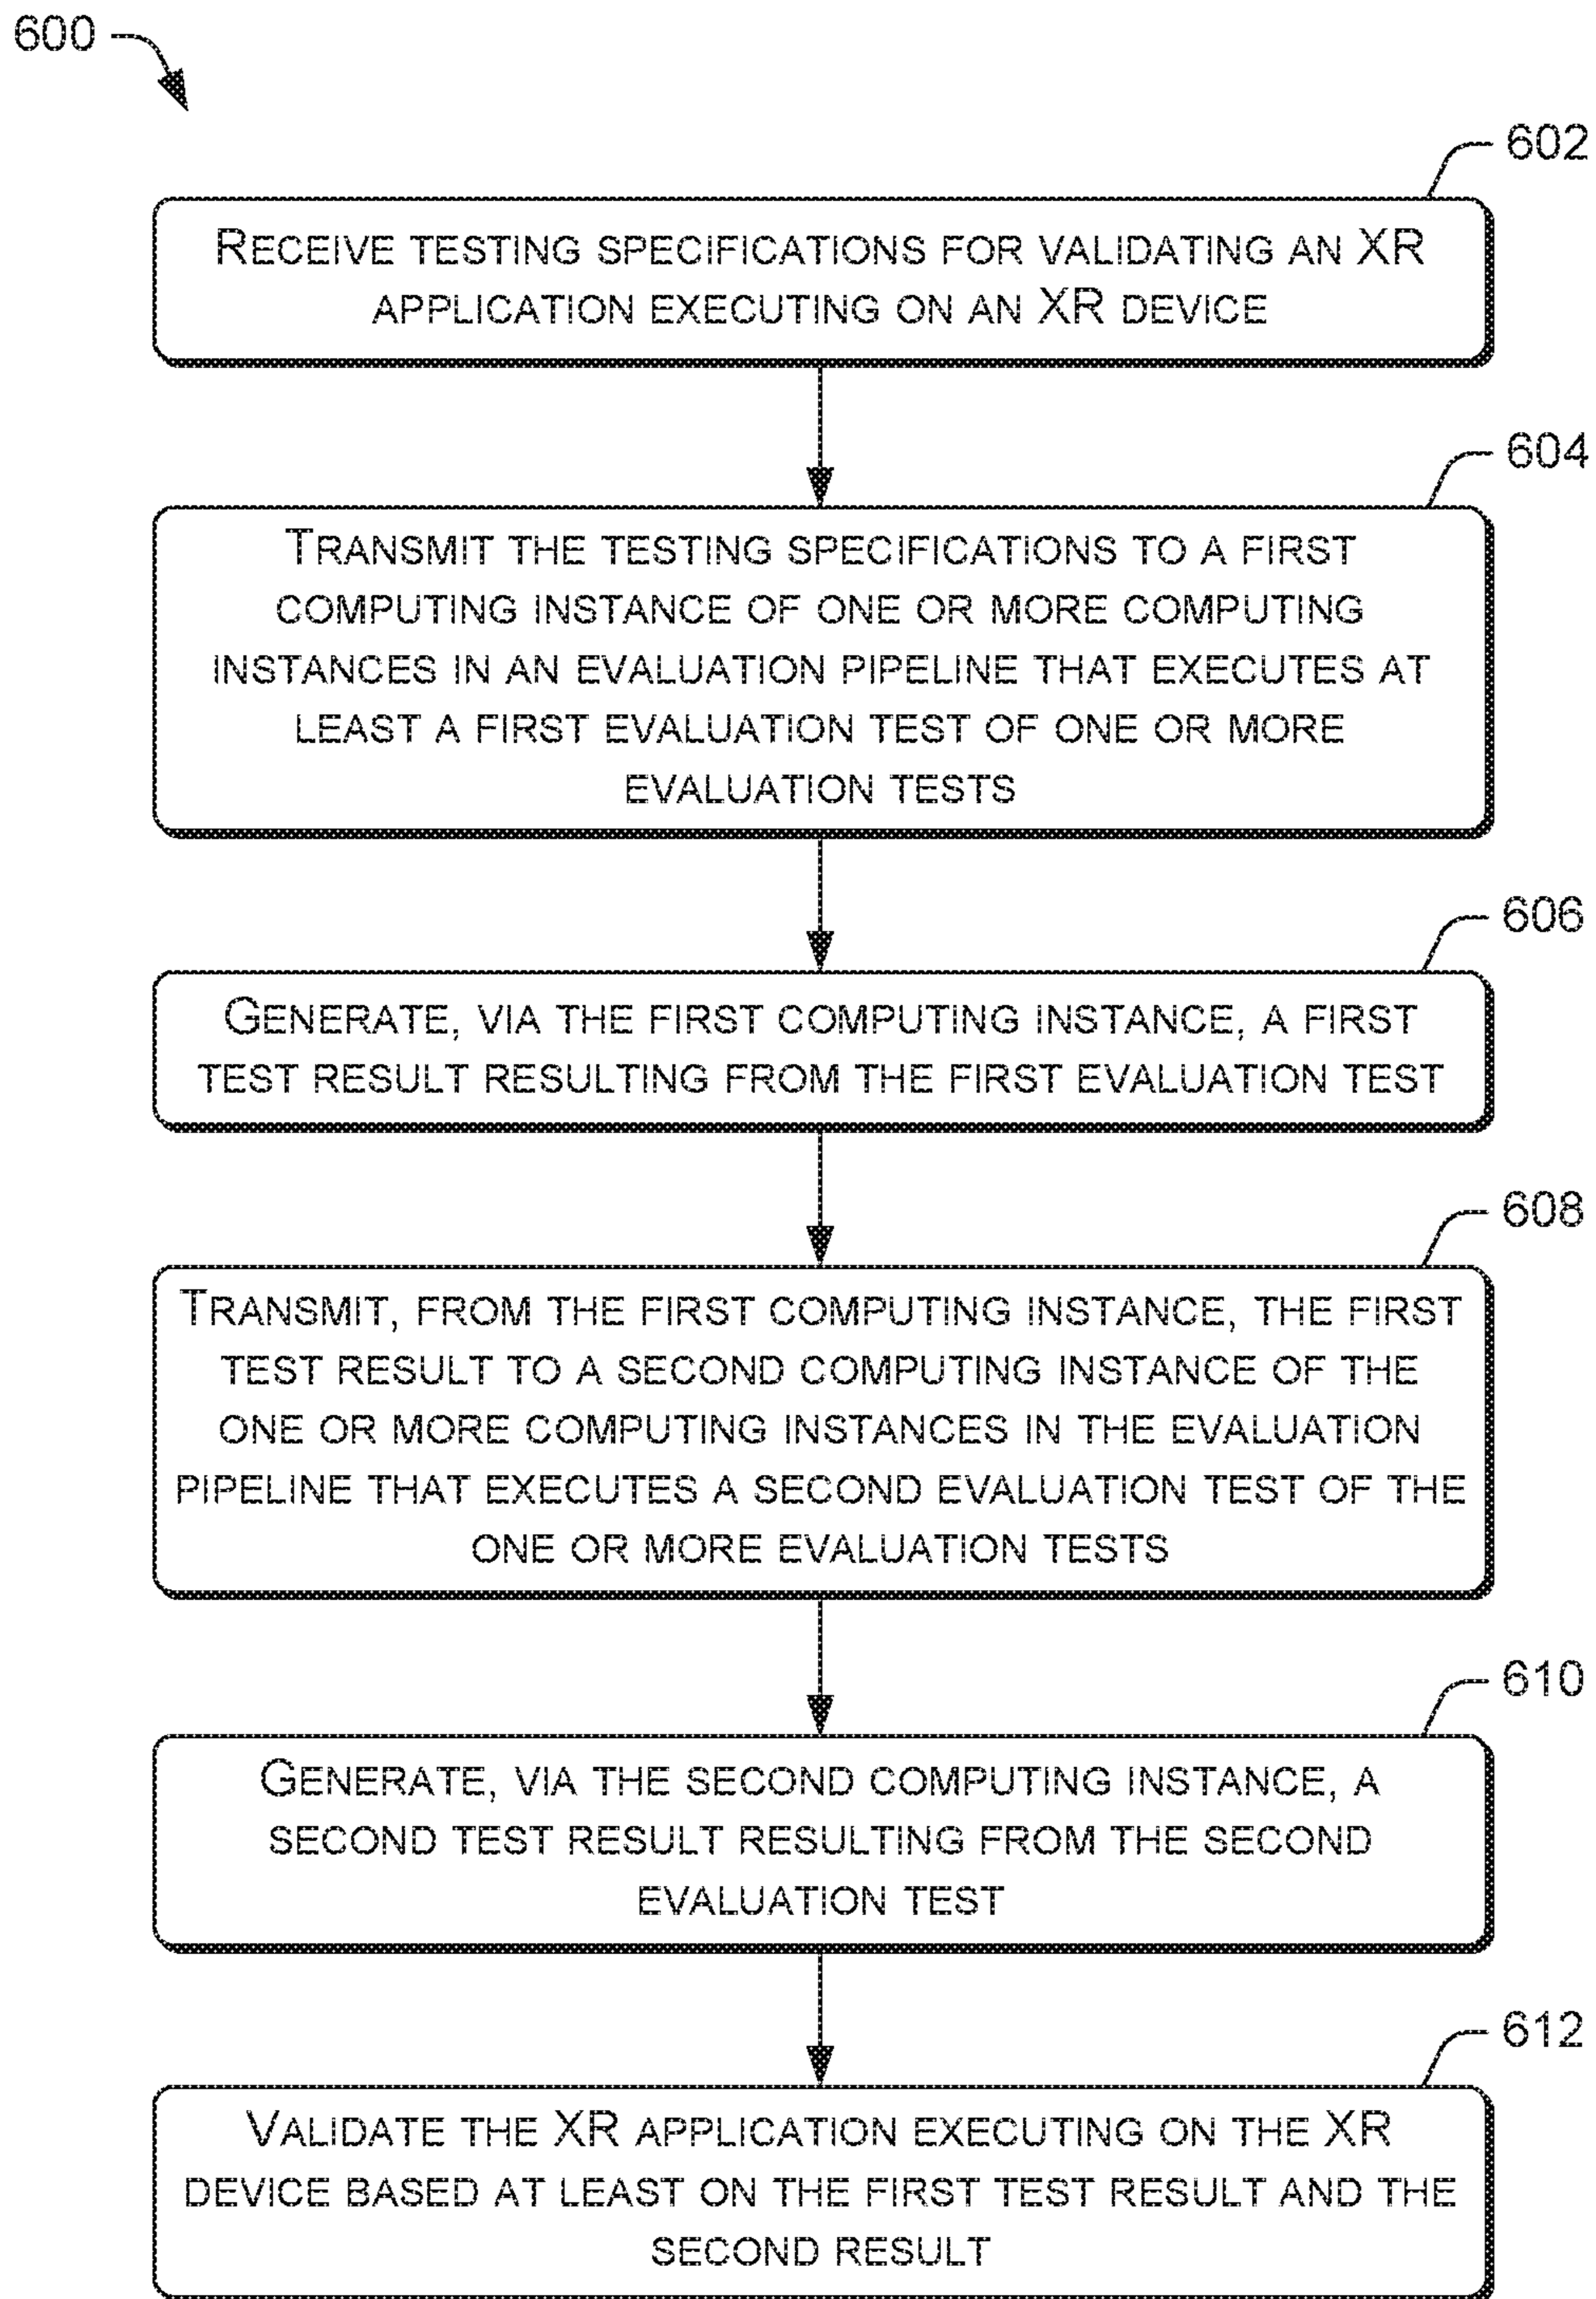 600
602
RECEIVE TESTING SPECIFICATIONS FOR VALIDATING AN XR
APPLICATION EXECUTING ON AN XR DEVICE
604
TRANSMIT THE TESTING SPECIFICATIONS TO A FIRST
COMPUTING INSTANCE OF ONE OR MORE COMPUTING
INSTANCES IN AN EVALUATION PIPELINE THAT EXECUTES AT
LEAST A FIRST EVALUATION TEST OF ONE OR MORE
EVALUATION TESTS
606
GENERATE, VIA THE FIRST COMPUTING INSTANCE, A FIRST
TEST RESULT RESULTING FROM THE FIRST EVALUATION TEST
608
TRANSMIT, FROM THE FIRST COMPUTING INSTANCE, THE FIRST
TEST RESULT TO A SECOND COMPUTING INSTANCE OF THE
ONE OR MORE COMPUTING INSTANCES IN THE EVALUATION
PIPELINE THAT EXECUTES A SECOND EVALUATION TEST OF THE
ONE OR MORE EVALUATION TESTS
610
GENERATE, VIA THE SECOND COMPUTING INSTANCE, A
SECOND TEST RESULT RESULTING FROM THE SECOND
EVALUATION TEST
612
VALIDATE THE XR APPLICATION EXECUTING ON THE XR
DEVICE BASED AT LEAST ON THE FIRST TEST RESULT AND THE
SECOND RESULT